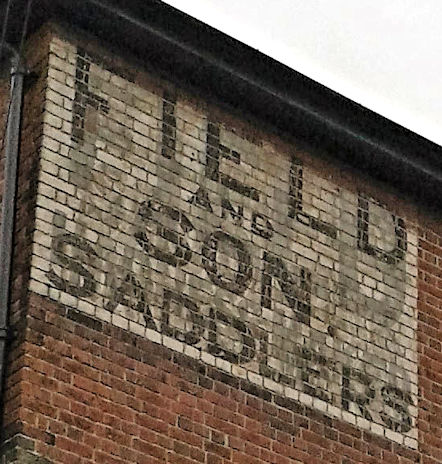 FIELD
AND
SON.
SADDLERS